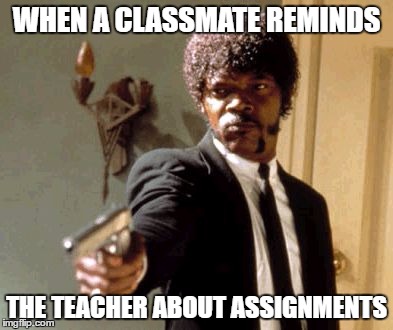 WHEN A CLASSMATE REMINDS
THE TEACHER ABOUT ASSIGNMENTS
imgflip.com